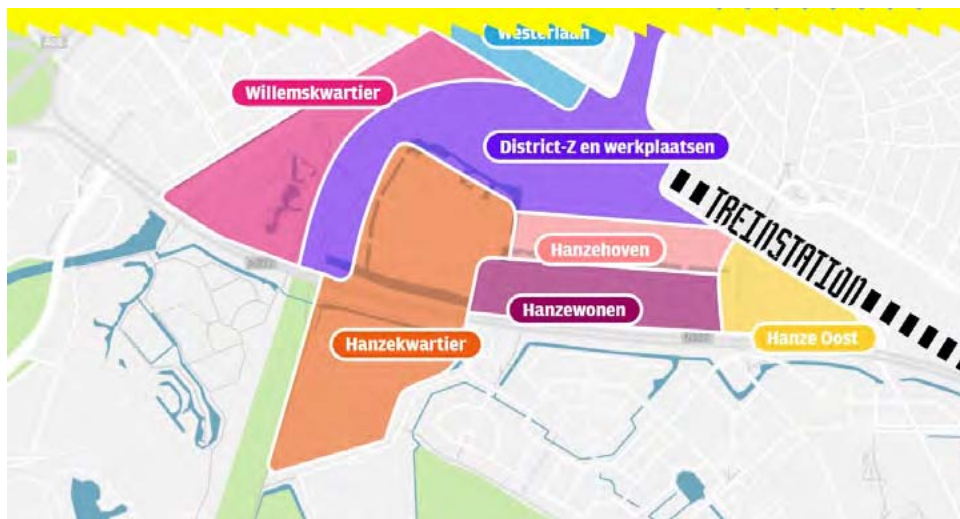 Westerlaan
Willemskwartier
District-Z en werkplaatsen
TREINSTATION
Hanzehoven
Hanzewonen
Hanze Oost
Hanzekwartier